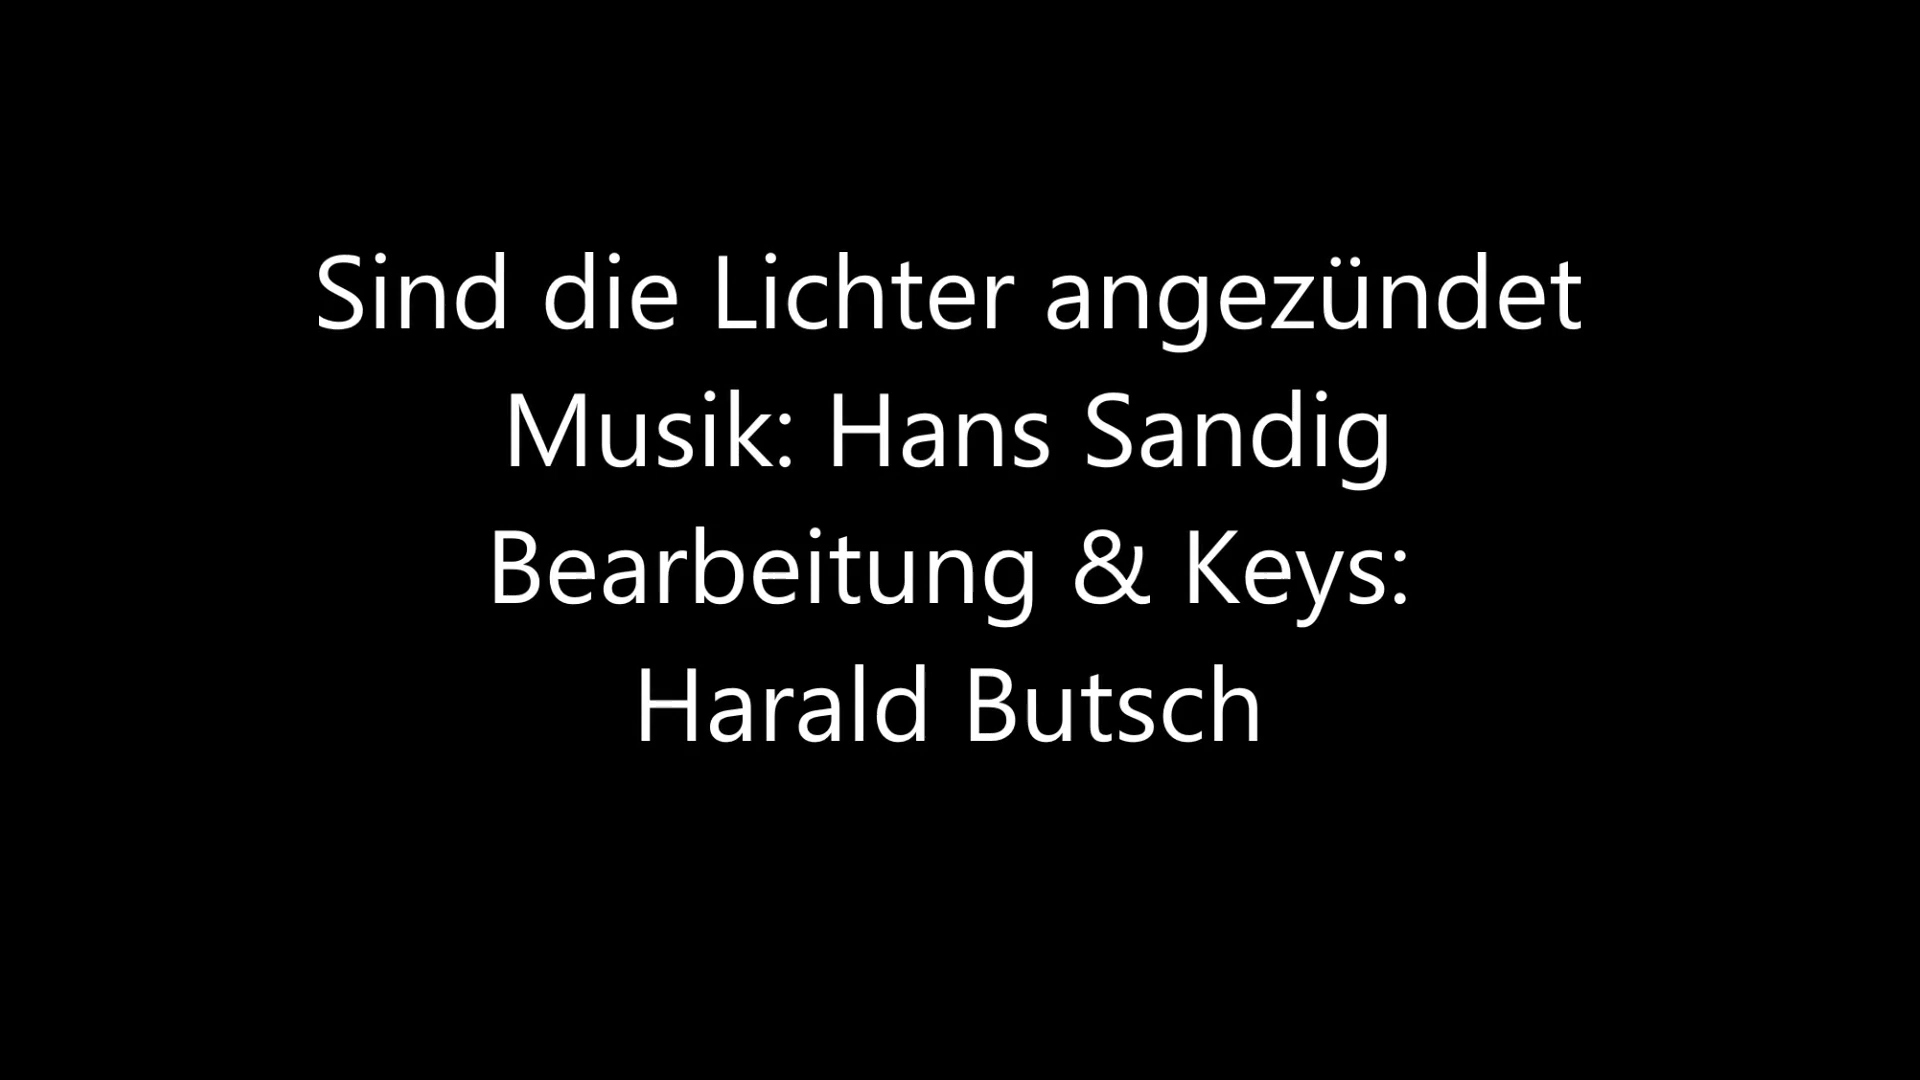 Sind die Lichter angezündet
Musik: Hans Sandig
Bearbeitung & Keys:
Harald Butsch